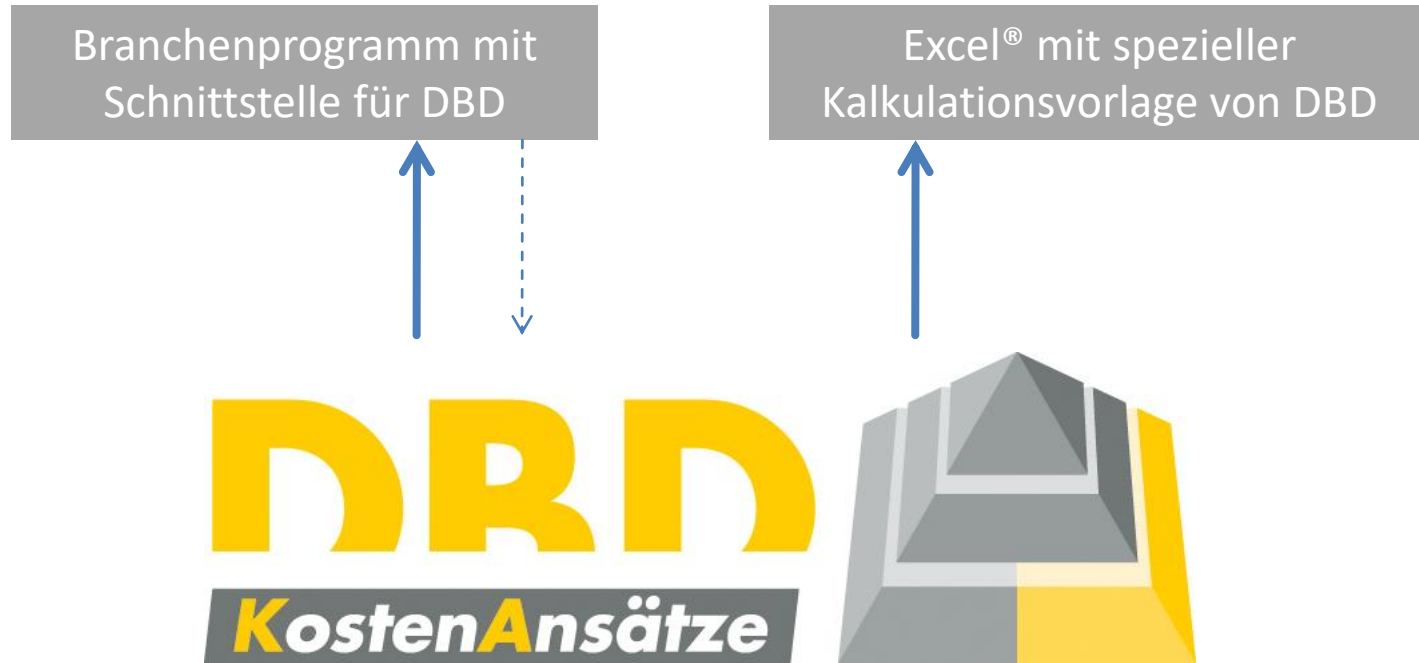 Branchenprogramm mit
Schnittstelle für DBD
Excel® mit spezieller
Kalkulationsvorlage von DBD
DBD
KostenAnsätze